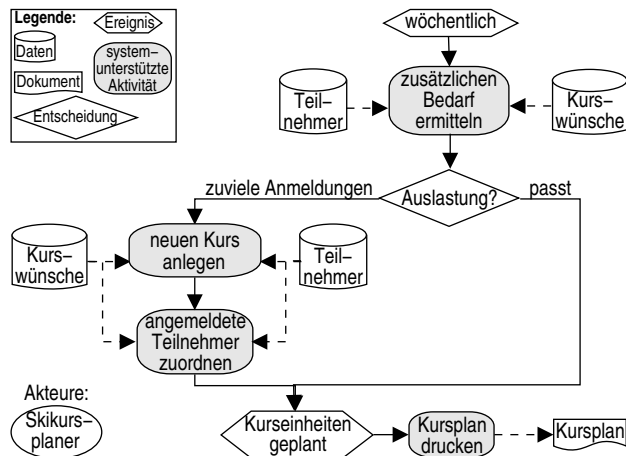 Legende:
Ereignis
Daten
Dokument
system–
unterstützte
Aktivität
Entscheidung
wöchentlich
Teil–
nehmer
zusätzlichen
Bedarf
ermitteln
Kurs–
wünsche
zuviele Anmeldungen
Auslastung?
passt
Kurs–
wünsche
neuen Kurs
anlegen
Teil–
nehmer
angemeldete
Teilnehmer
zuordnen
Akteure:
Skikurs–
planer
Kurseinheiten
geplant
Kursplan
drucken
Kursplan